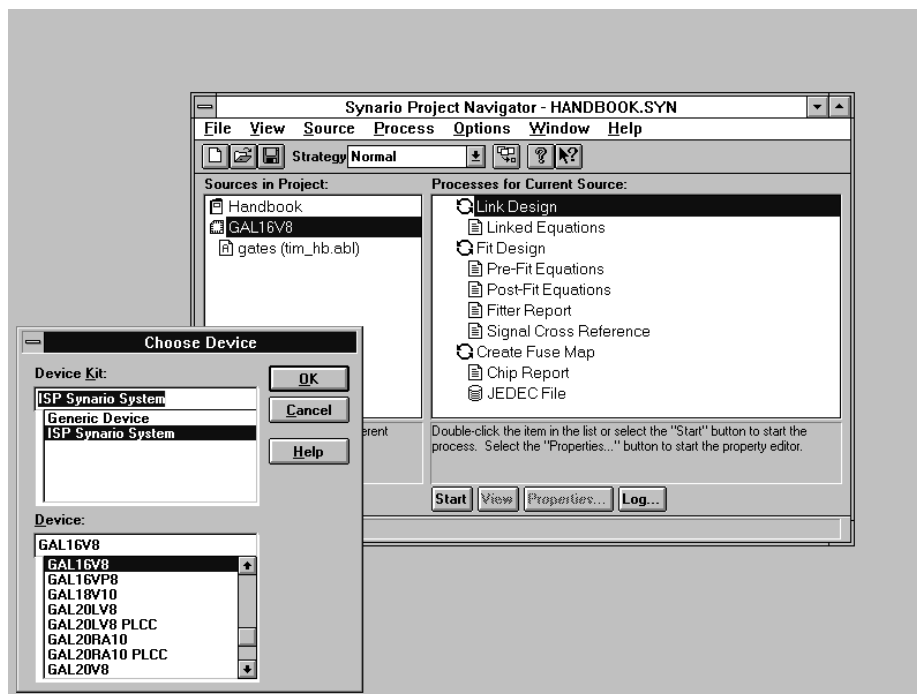 Synario Project Navigator - HANDBOOK.SYN
File View Source Process Options Window Help
Strategy Normal
Sources in Project:
Handbook
GAL16V8
gates (tim_hb.abl)
Processes for Current Source:
Link Design
Linked Equations
Fit Design
Pre-Fit Equations
Post-Fit Equations
Fitter Report
Signal Cross Reference
Create Fuse Map
Chip Report
JEDEC File
erent
Double-click the item in the list or select the "Start" button to start the
process. Select the "Properties..." button to start the property editor.
Start View Properties... Log...
Choose Device
Device Kit:
ISP Synario System
Generic Device
ISP Synario System
OK
Cancel
Help
Device:
GAL16V8
GAL16V8
GAL16VP8
GAL18V10
GAL20LV8
GAL20LV8 PLCC
GAL20RA10
GAL20RA10 PLCC
GAL20V8